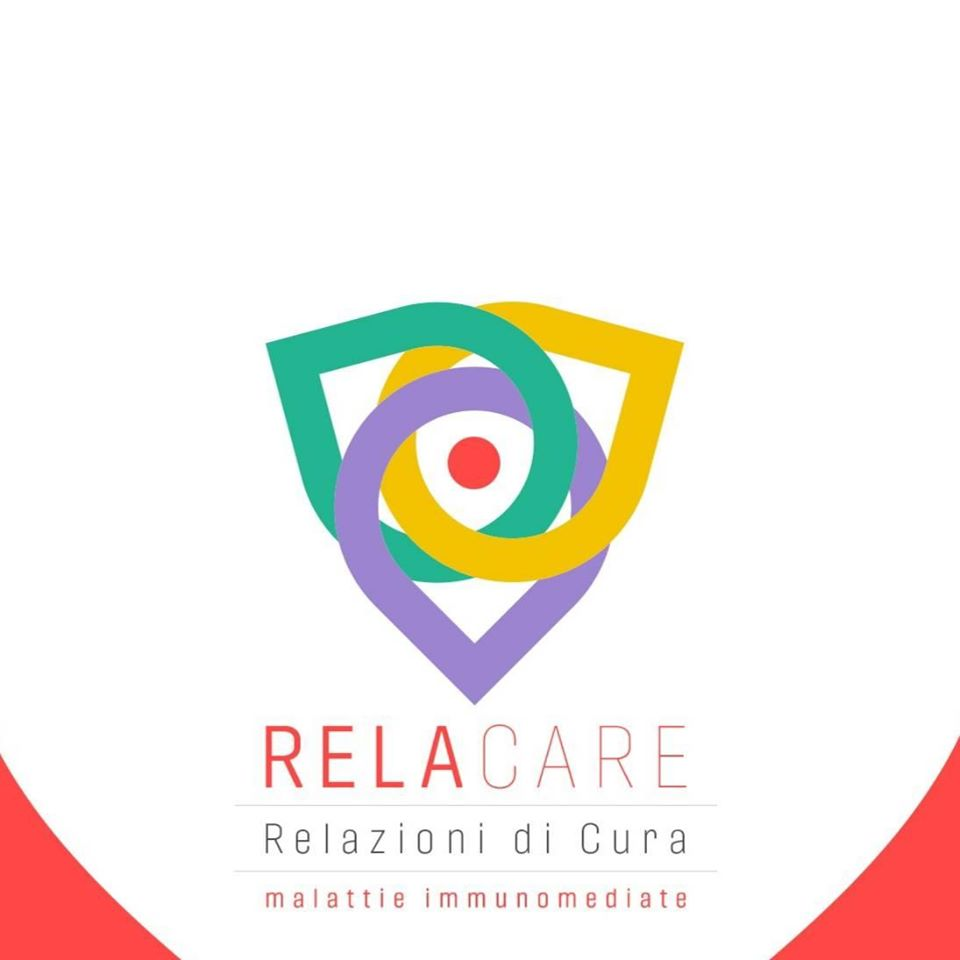 RELACARE
Relazioni di Cura
malattie immunomediate